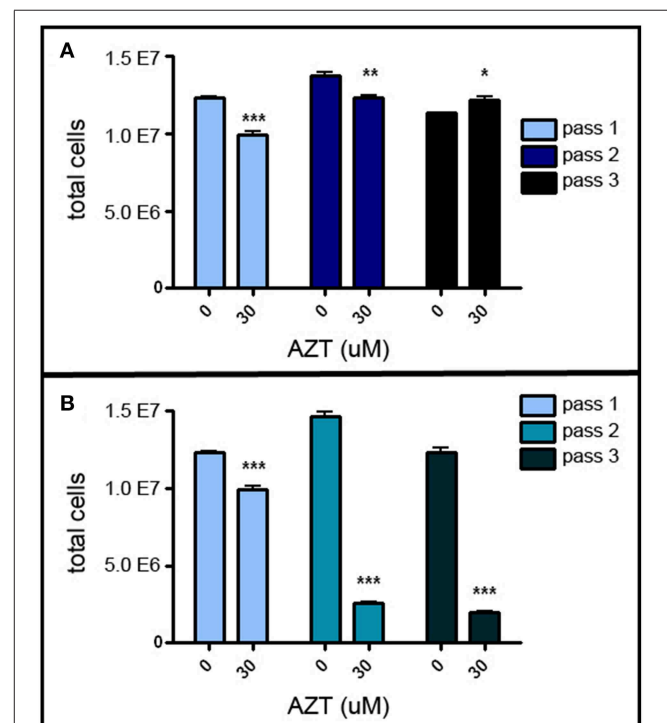 A
1.5 E7
1.0 E7
5.0 E6
0
total cells
***
**
*
pass 1
pass 2
pass 3
0 30 0 30 0 30
AZT (uM)
B
1.5 E7
1.0 E7
5.0 E6
0
total cells
***
***
***
pass 1
pass 2
pass 3
0 30 0 30 0 30
AZT (uM)